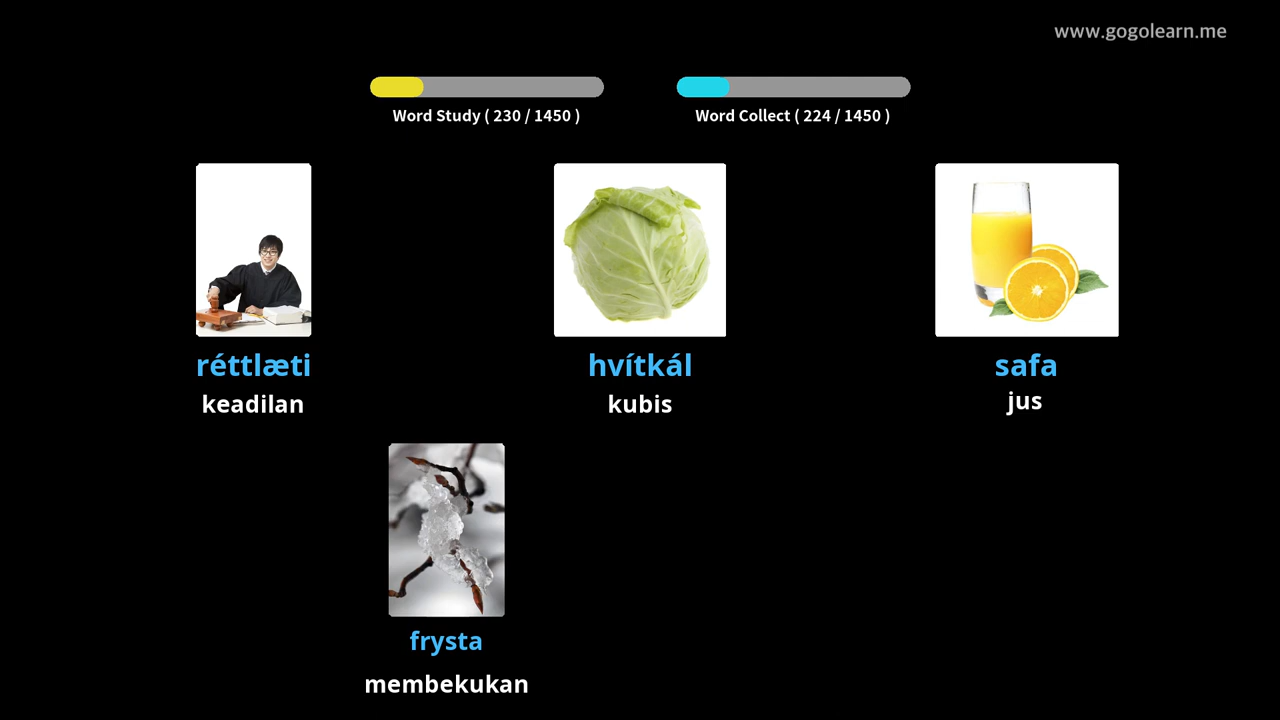 www.gogolearn.me
Word Study ( 230 / 1450 )
Word Collect ( 224 / 1450 )
réttlæti
hvítkál
safa
keadilan
kubis
jus
frysta
membekukan